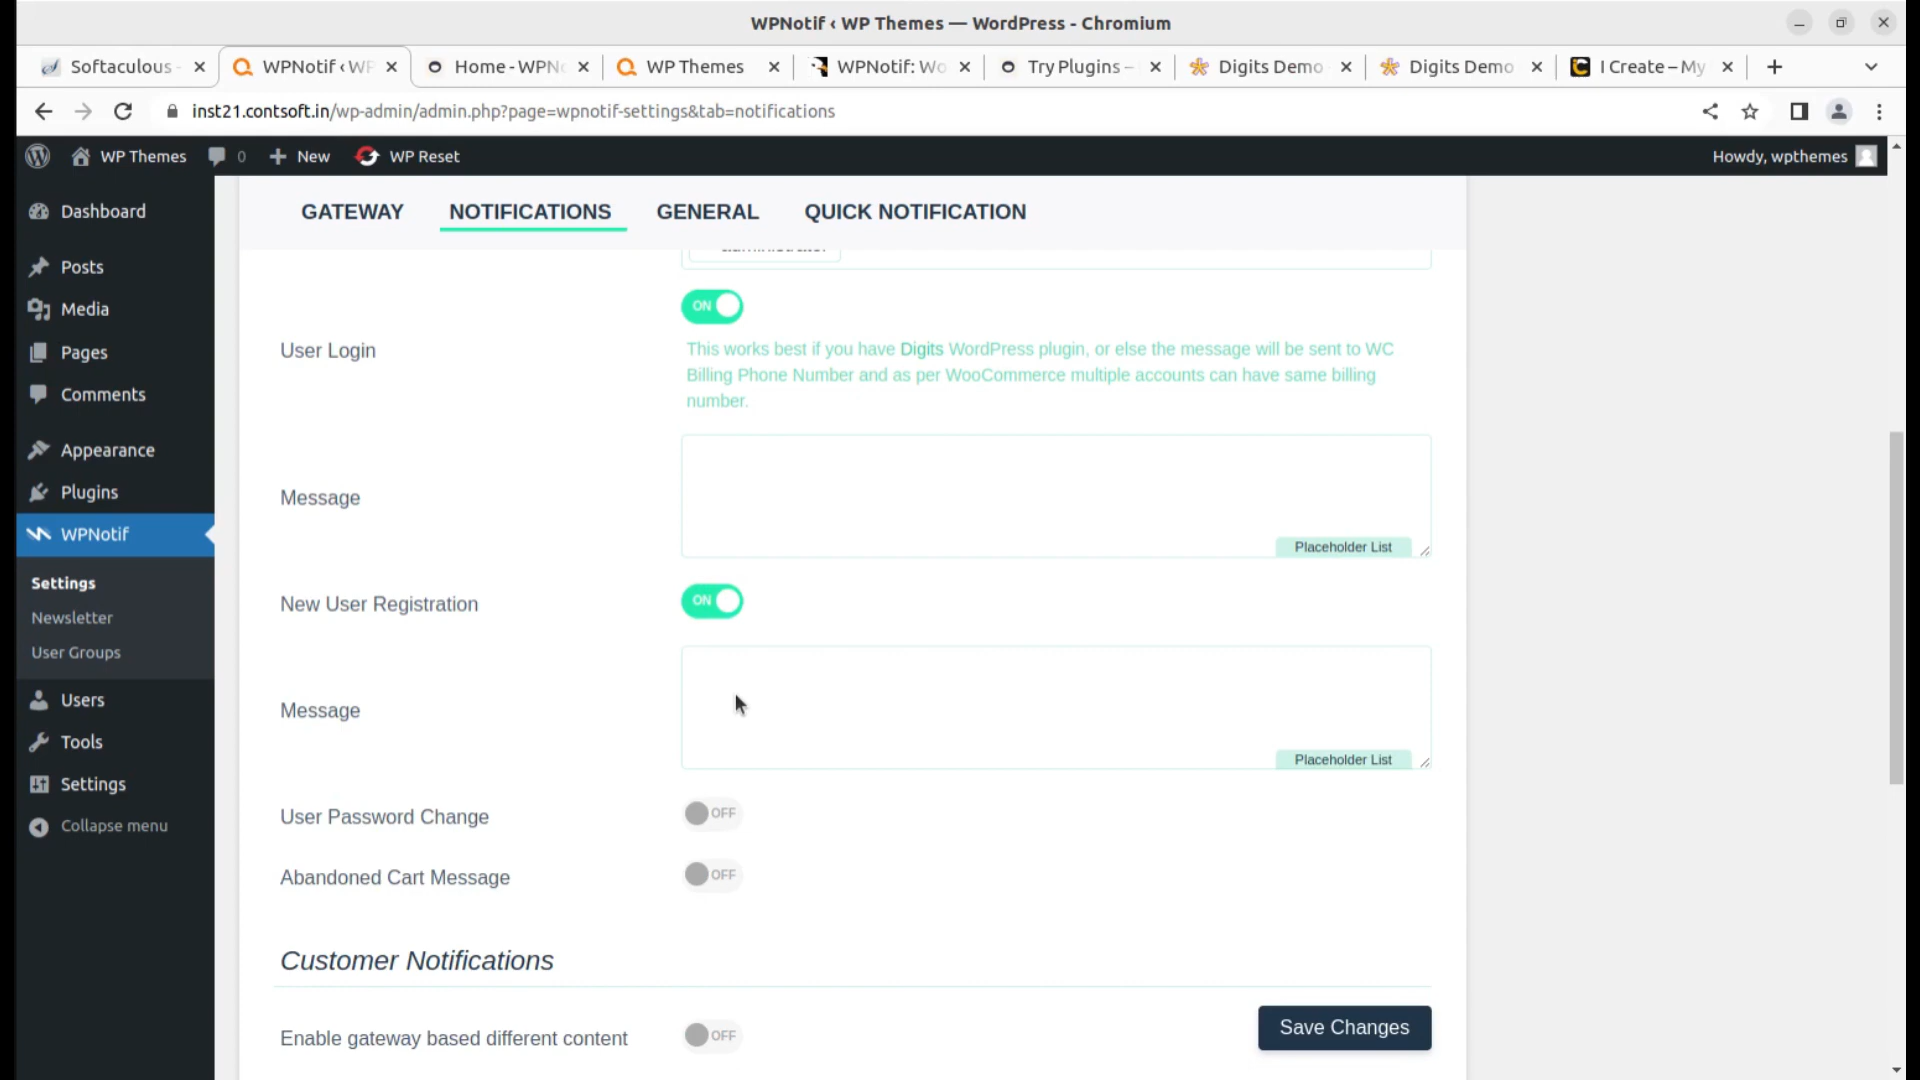 WPNotif ‹ WP Themes — WordPress - Chromium
Softaculous -
WPNotif ‹ WP
Home - WPNo
WP Themes
WPNotif: Wo
Try Plugins –
Digits Demo
Digits Demo
I Create – My
inst21.contsoft.in/wp-admin/admin.php?page=wpnotif-settings&tab=notifications
WP Themes
0
New
WP Reset
Howdy, wpthemes
Dashboard
Posts
Media
Pages
Comments
Appearance
Plugins
WPNotif
Settings
Newsletter
User Groups
Users
Tools
Settings
Collapse menu
GATEWAY
NOTIFICATIONS
GENERAL
QUICK NOTIFICATION
administrator
ON
User Login
This works best if you have Digits WordPress plugin, or else the message will be sent to WC
Billing Phone Number and as per WooCommerce multiple accounts can have same billing
number.
Message
Placeholder List
New User Registration
ON
Message
Placeholder List
User Password Change
OFF
Abandoned Cart Message
OFF
Customer Notifications
Enable gateway based different content
OFF
Save Changes